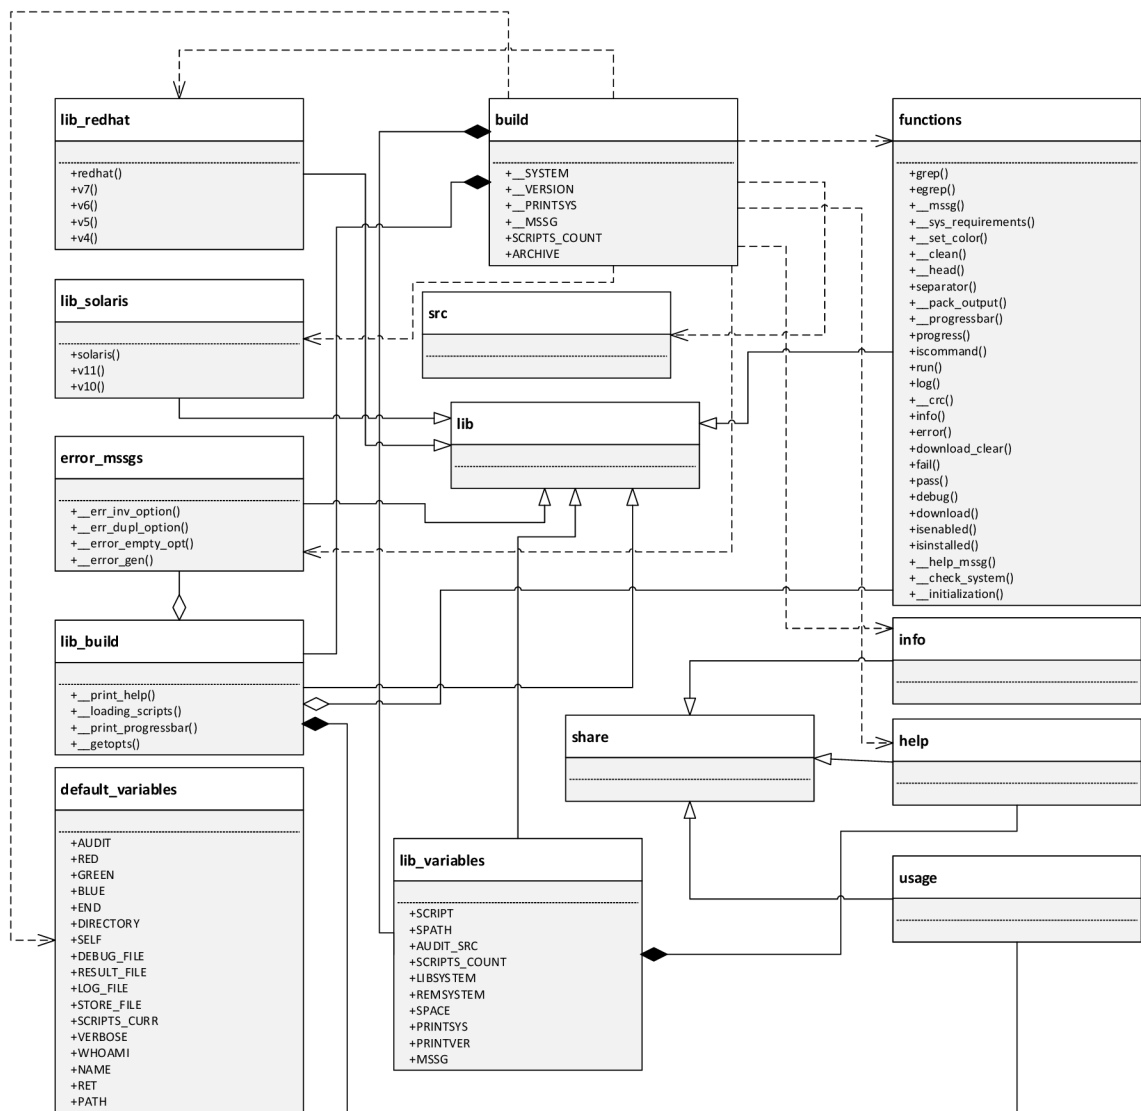 lib_redhat
+redhat()
+v7()
+v6()
+v5()
+v4()
build
+__SYSTEM
+__VERSION
+__PRINTSYS
+__MSSG
+SCRIPTS_COUNT
+ARCHIVE
functions
+grep()
+egrep()
+__mssg()
+__sys_requirements()
+__set_color()
+__clean()
+__head()
+separator()
+__pack_output()
+__progressbar()
+progress()
+iscommand()
+run()
+log()
+__crc()
+info()
+error()
+download_clear()
+fail()
+pass()
+debug()
+download()
+isenabled()
+isinstalled()
+__help_mssg()
+__check_system()
+__initialization()
lib_solaris
+solaris()
+v11()
+v10()
src
lib
error_mssgs
+__err_inv_option()
+__err_dupl_option()
+__error_empty_opt()
+__error_gen()
lib_build
+__print_help()
+__loading_scripts()
+__print_progressbar()
+__getopts()
info
share
help
default_variables
+AUDIT
+RED
+GREEN
+BLUE
+END
+DIRECTORY
+SELF
+DEBUG_FILE
+RESULT_FILE
+LOG_FILE
+STORE_FILE
+SCRIPTS_CURR
+VERBOSE
+WHOAMI
+NAME
+RET
+PATH
lib_variables
+SCRIPT
+SPATH
+AUDIT_SRC
+SCRIPTS_COUNT
+LIBSYSTEM
+REMSYSTEM
+SPACE
+PRINTSYS
+PRINTVER
+MSSG
usage